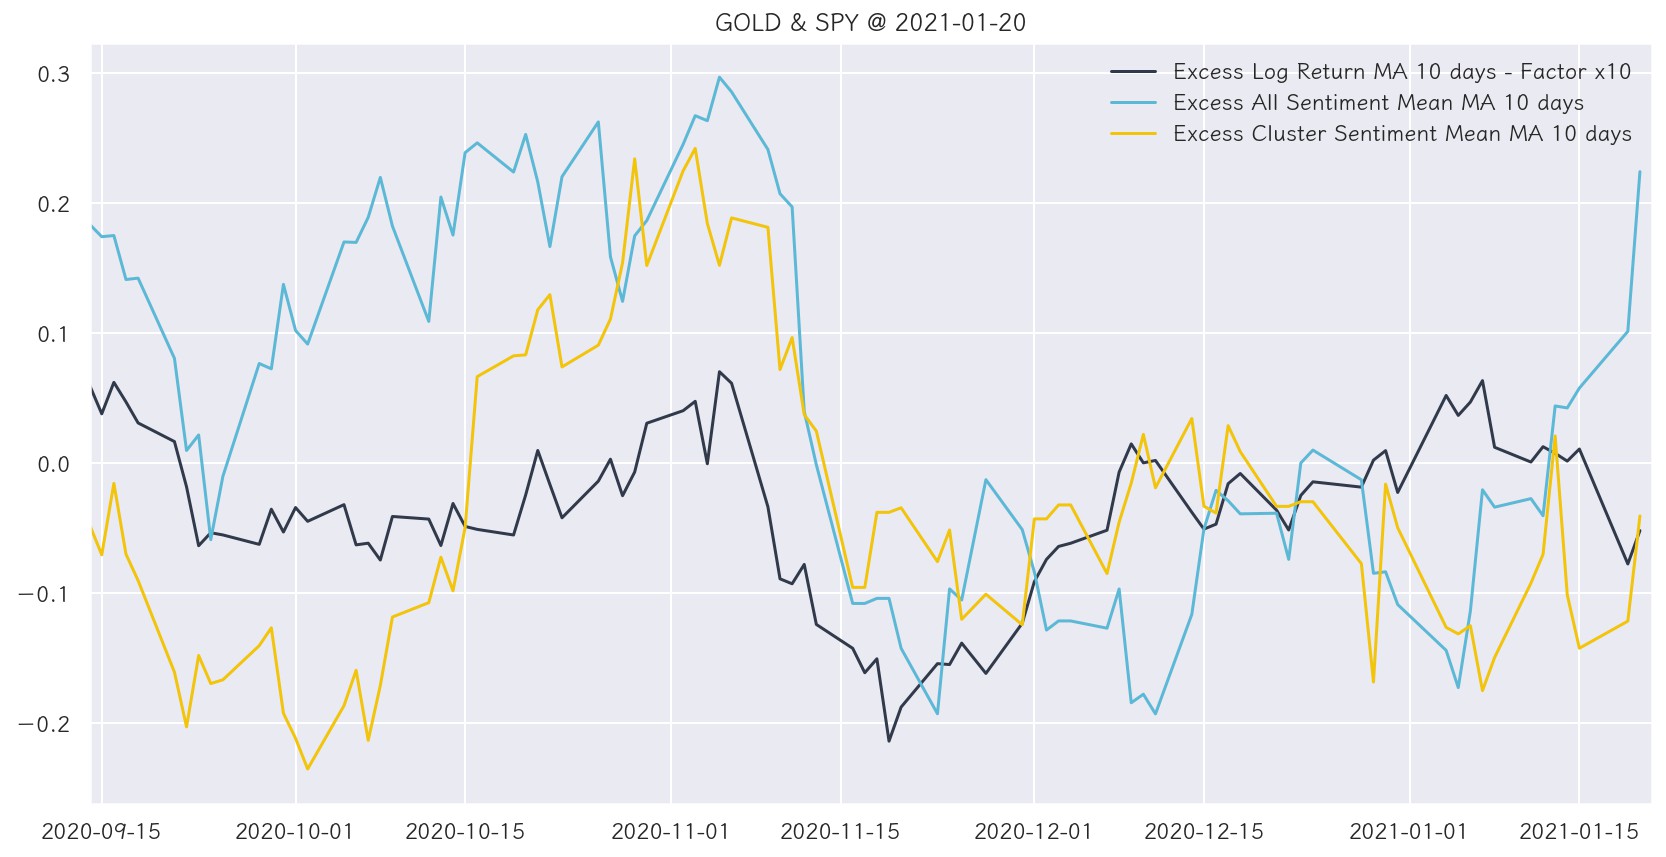 GOLD & SPY @ 2021-01-20
Excess Log Return MA 10 days - Factor x10
Excess All Sentiment Mean MA 10 days
Excess Cluster Sentiment Mean MA 10 days
0.3
0.2
0.1
0.0
−0.1
−0.2
2020-09-15 2020-10-01 2020-10-15 2020-11-01 2020-11-15 2020-12-01 2020-12-15 2021-01-01 2021-01-15